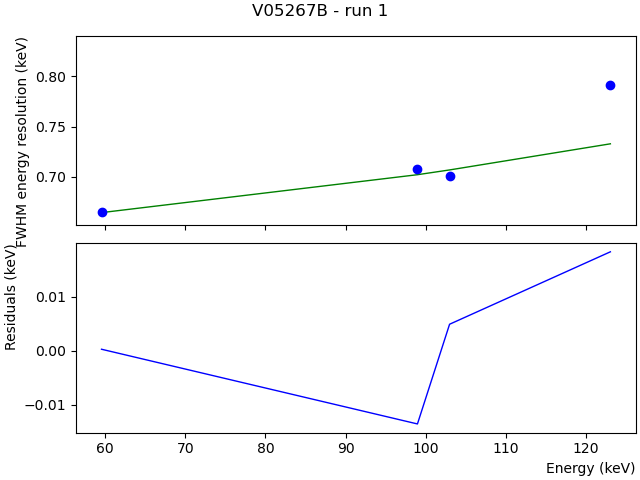 V05267B - run 1
FWHM energy resolution (keV)
0.80
0.75
0.70
Residuals (keV)
0.01
0.00
−0.01
60 70 80 90 100 110 120
Energy (keV)